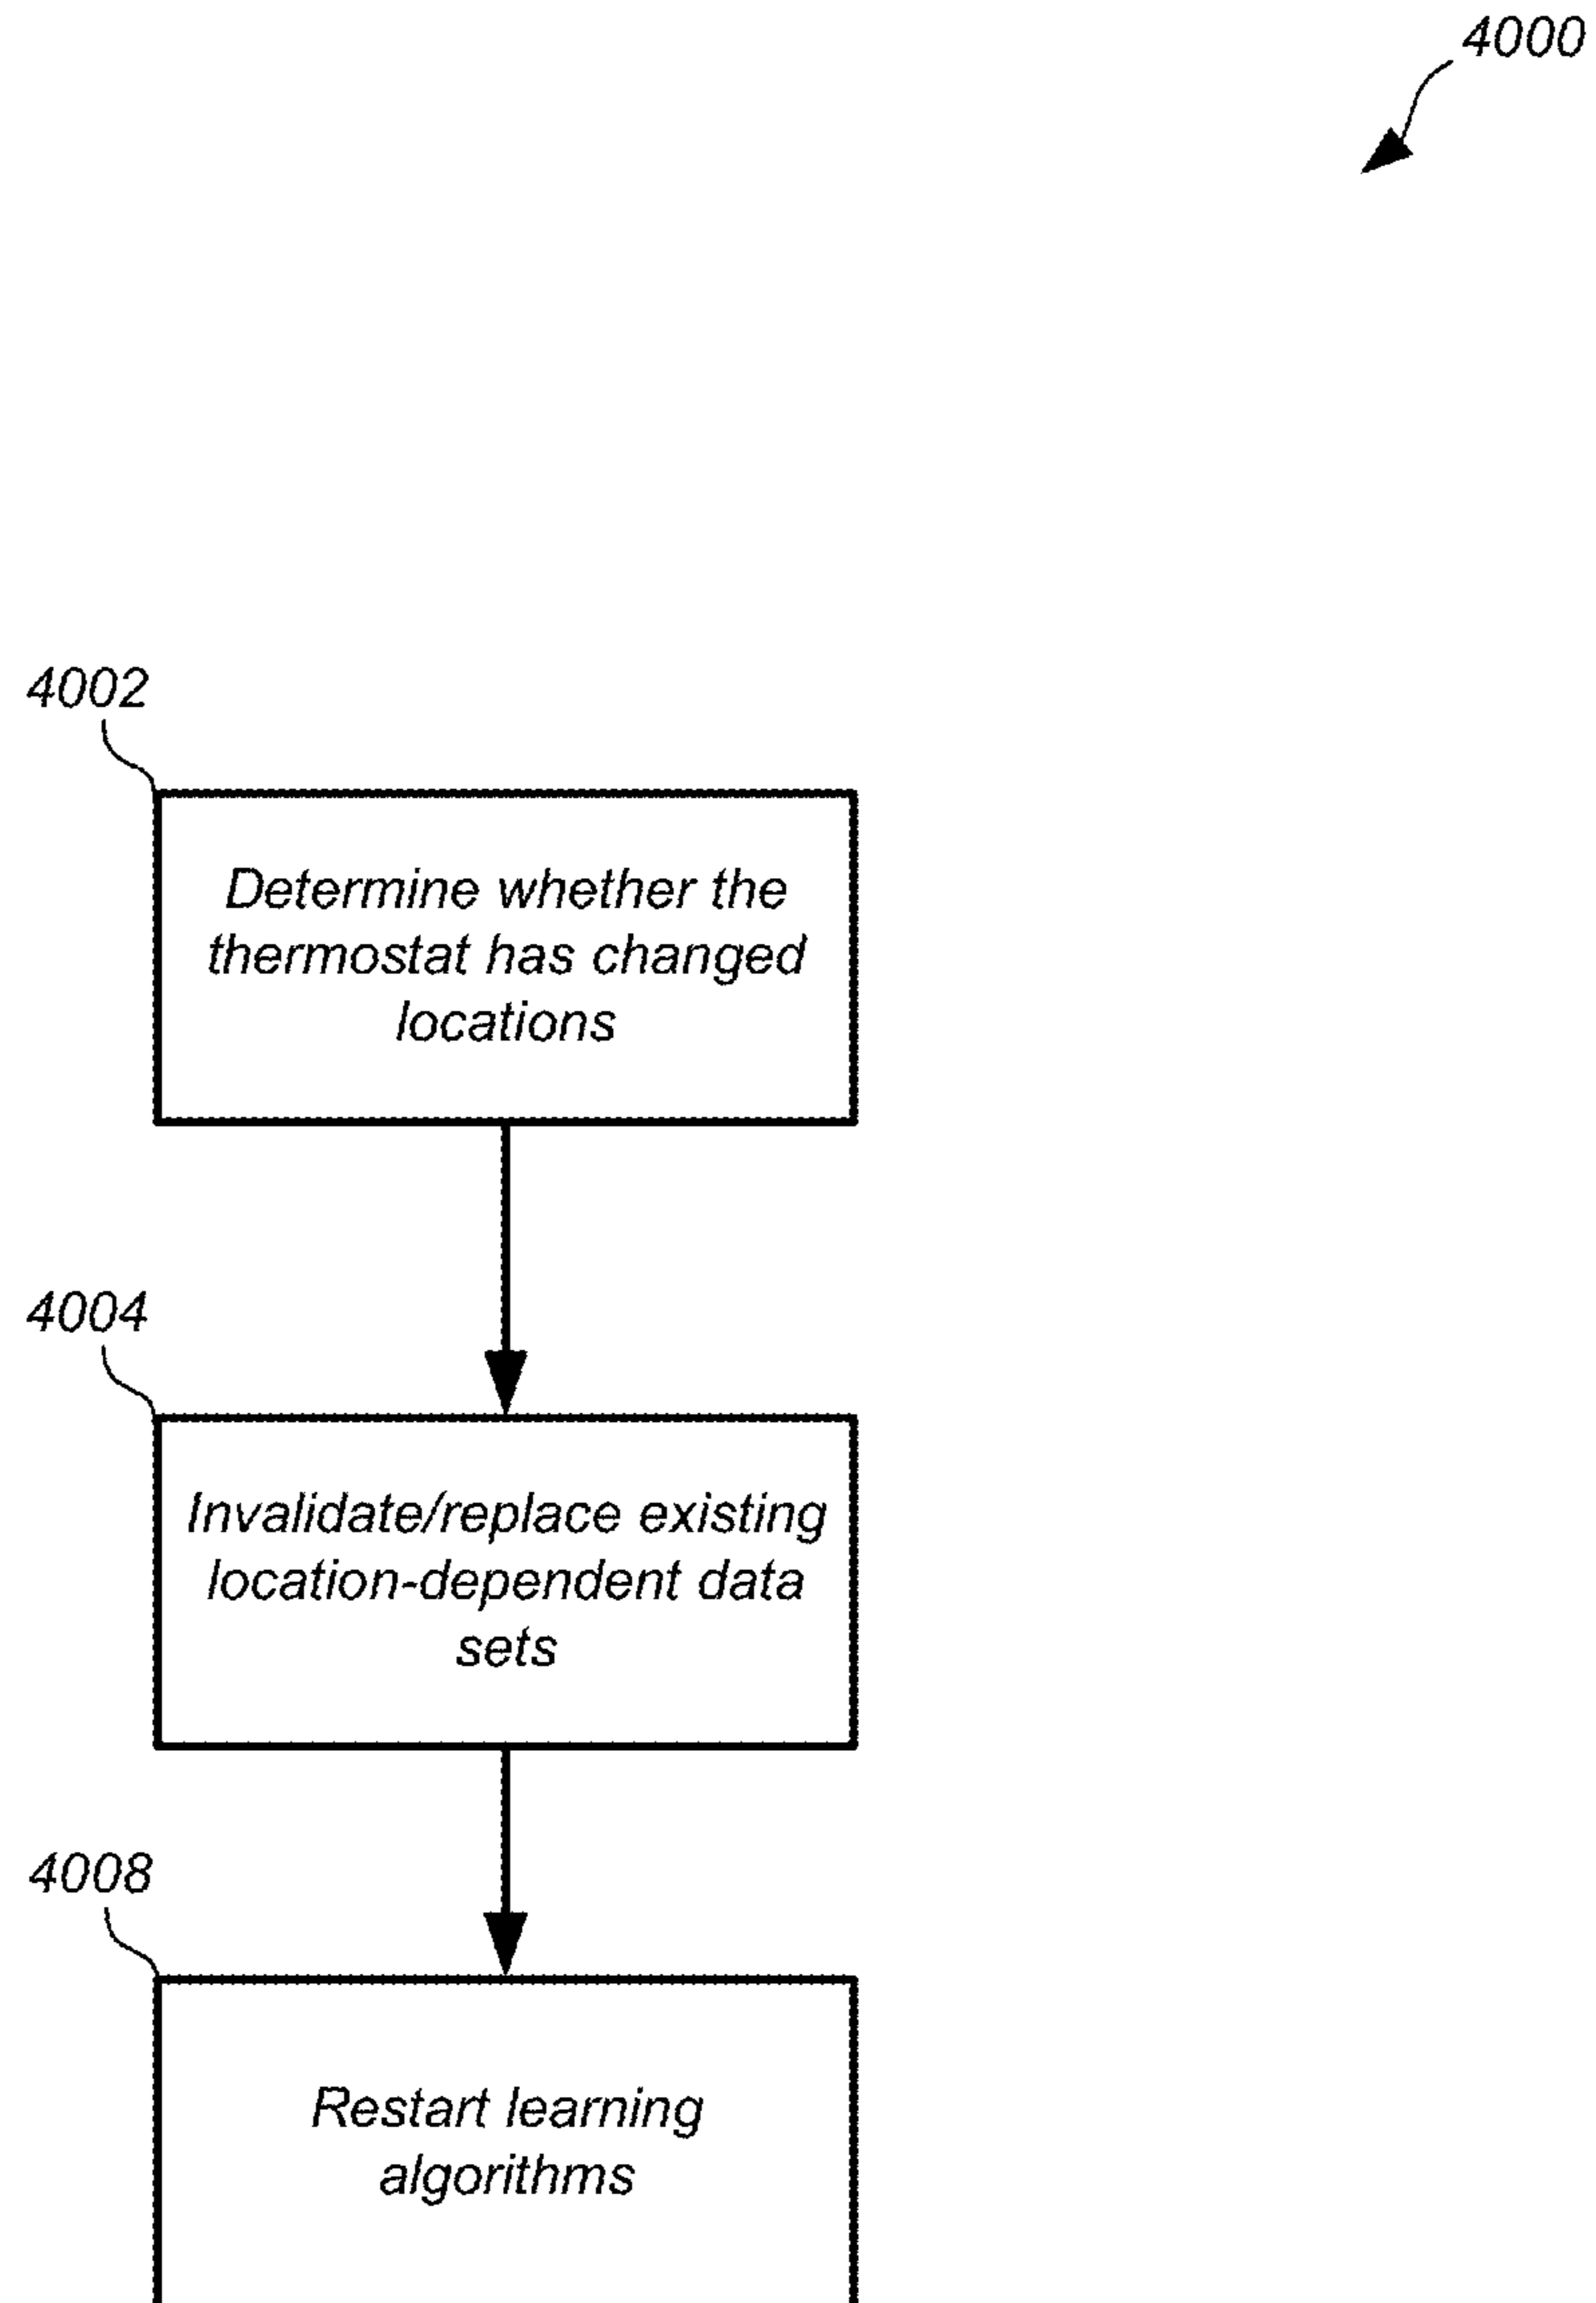 4000
4002
Determine whether the
thermostat has changed
locations
4004
Invalidate/replace existing
location-dependent data
sets
4008
Restart learning
algorithms